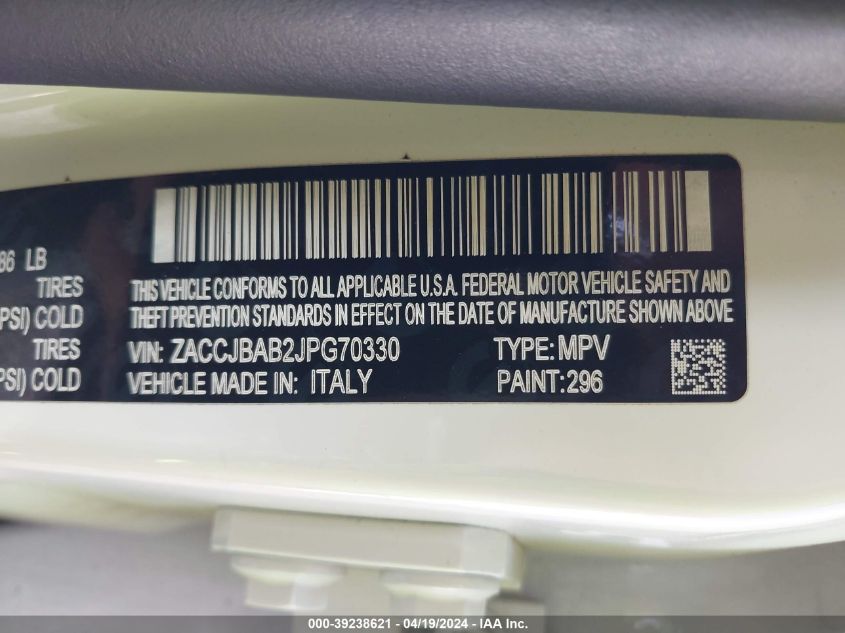 86 LB
TIRES
PSI) COLD
TIRES
PSI) COLD
THIS VEHICLE CONFORMS TO ALL APPLICABLE U.S.A. FEDERAL MOTOR VEHICLE SAFETY AND
THEFT PREVENTION STANDARDS IN EFFECT ON THE DATE OF MANUFACTURE SHOWN ABOVE
VIN: ZACCJBAB2JPG70330 TYPE: MPV
VEHICLE MADE IN: ITALY PAINT: 296
000-39238621 - 04/19/2024 - IAA Inc.